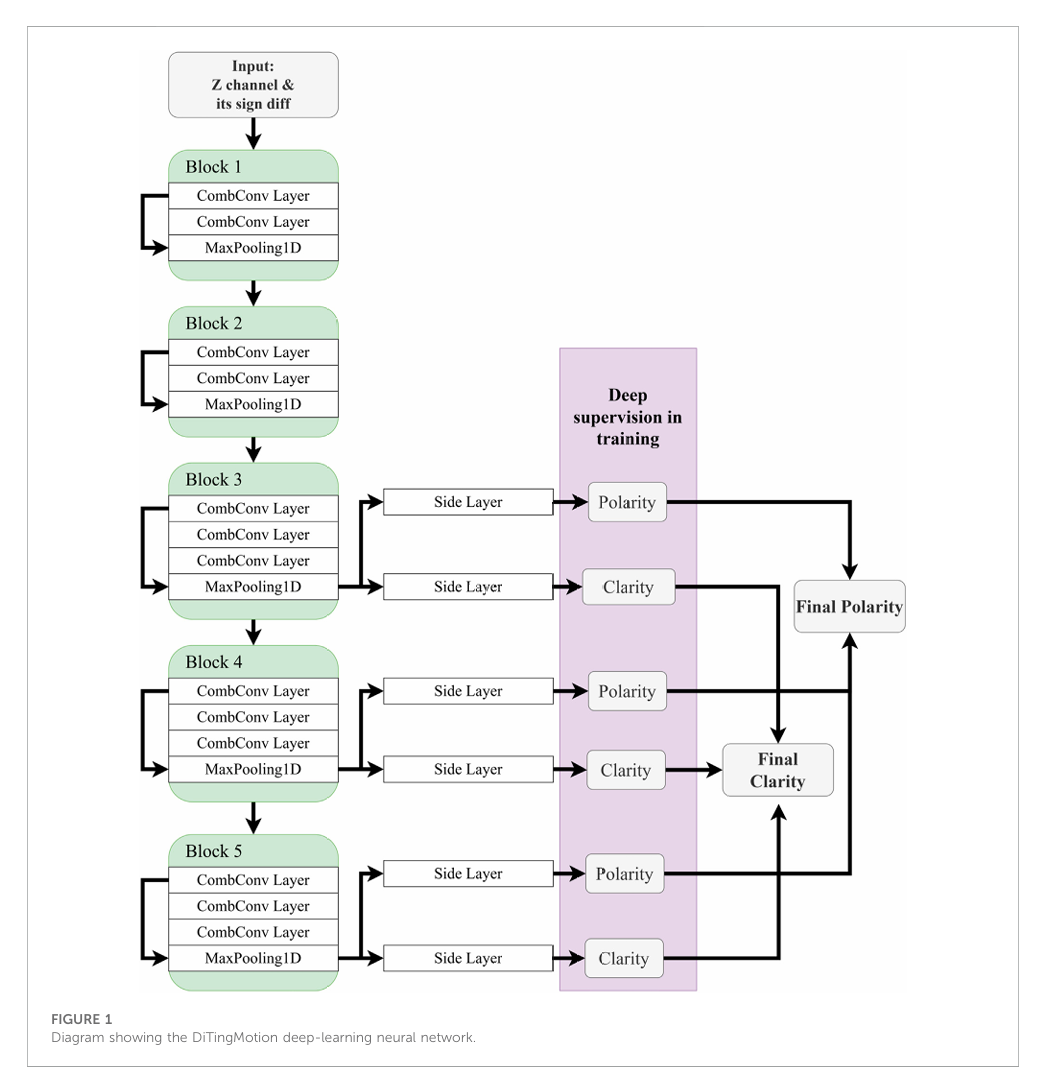 Input:
Z channel &
its sign diff
Block 1
CombConv Layer
CombConv Layer
MaxPooling1D
Block 2
CombConv Layer
CombConv Layer
MaxPooling1D
Deep
supervision in
training
Block 3
CombConv Layer
CombConv Layer
CombConv Layer
MaxPooling1D
Side Layer
Polarity
Side Layer
Clarity
Final Polarity
Block 4
CombConv Layer
CombConv Layer
CombConv Layer
MaxPooling1D
Side Layer
Polarity
Side Layer
Clarity
Final
Clarity
Block 5
CombConv Layer
CombConv Layer
CombConv Layer
MaxPooling1D
Side Layer
Polarity
Side Layer
Clarity
FIGURE 1
Diagram showing the DiTingMotion deep-learning neural network.